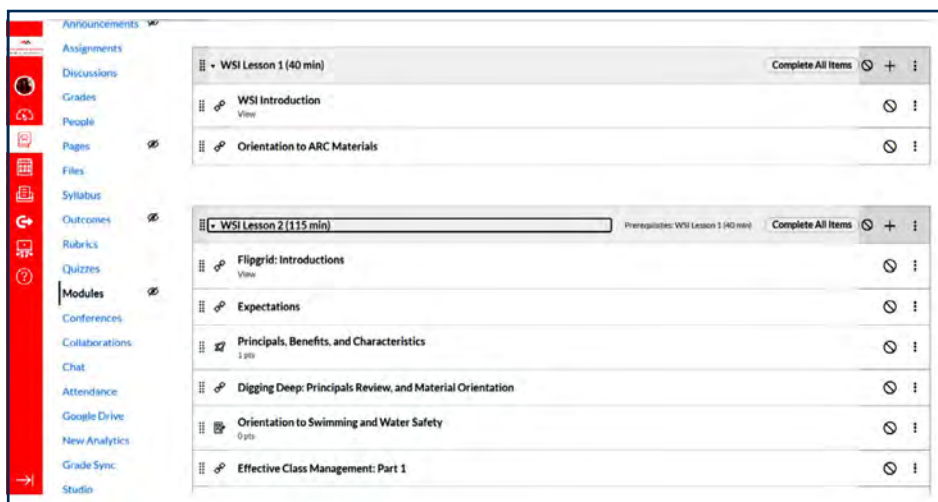 Announcements
Assignments
Discussions
Grades
People
Pages
Files
Syllabus
Outcomes
Rubrics
Quizzes
Modules
Conferences
Collaborations
Chat
Attendance
Google Drive
New Analytics
Grade Sync
Studio
WSI Lesson 1 (40 min)
Complete All Items
WSI Introduction
View
Orientation to ARC Materials
WSI Lesson 2 (115 min)
Prerequisites: WSI Lesson 1 (40 min)
Complete All Items
Flipgrid: Introductions
View
Expectations
Principals, Benefits, and Characteristics
1 pts
Digging Deep: Principals Review, and Material Orientation
Orientation to Swimming and Water Safety
0 pts
Effective Class Management: Part 1